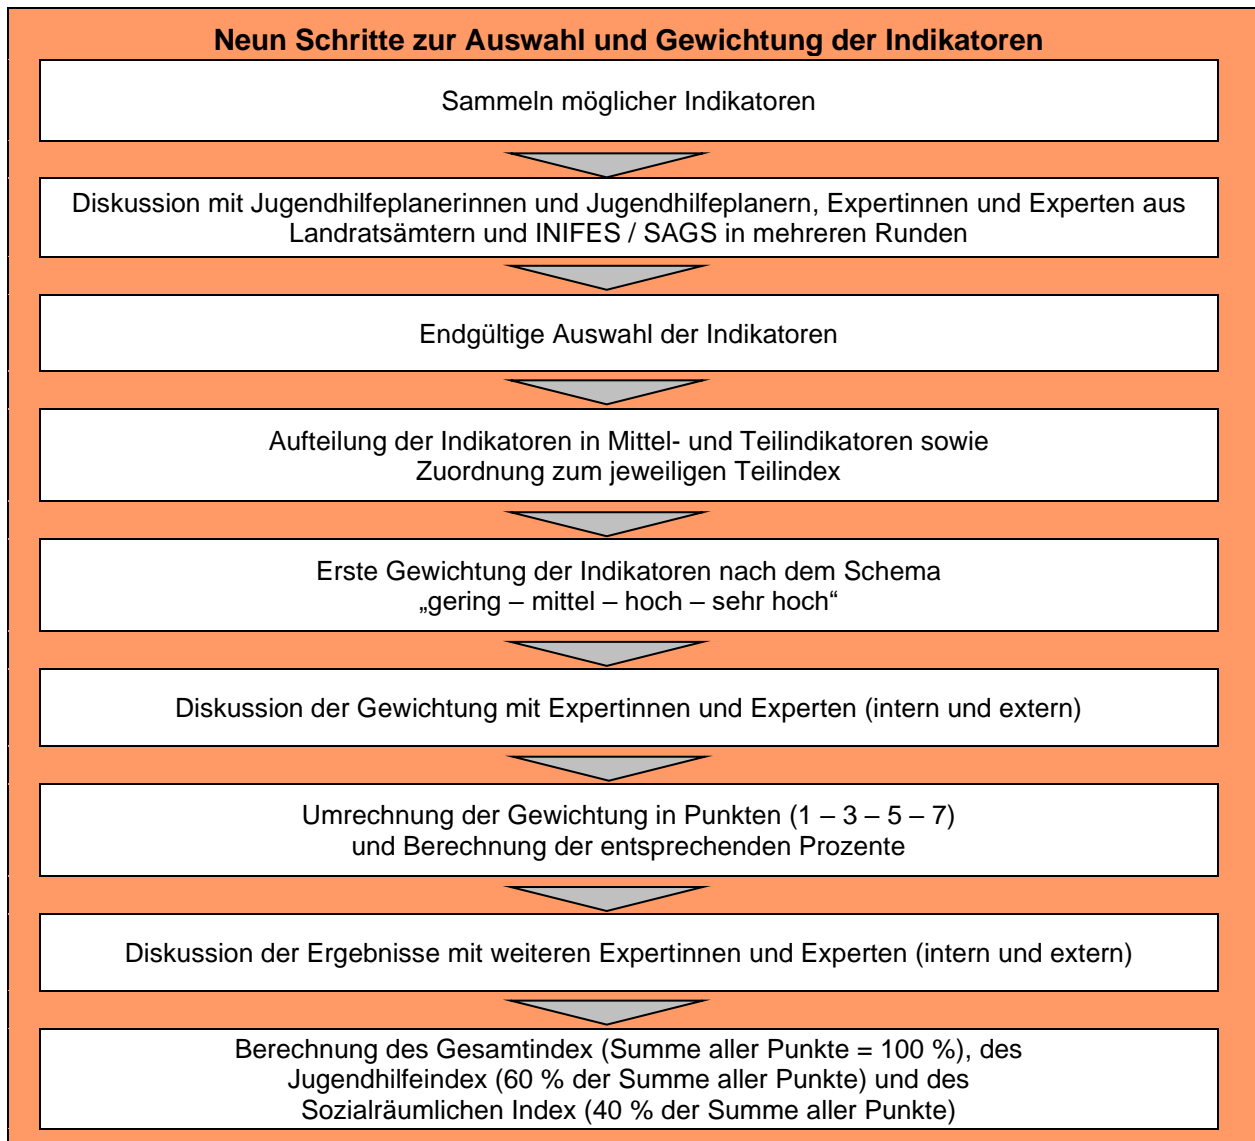 Neun Schritte zur Auswahl und Gewichtung der Indikatoren
Sammeln möglicher Indikatoren
Diskussion mit Jugendhilfeplanerinnen und Jugendhilfeplanern, Expertinnen und Experten aus
Landratsämtern und INIFES / SAGS in mehreren Runden
Endgültige Auswahl der Indikatoren
Aufteilung der Indikatoren in Mittel- und Teilindikatoren sowie
Zuordnung zum jeweiligen Teilindex
Erste Gewichtung der Indikatoren nach dem Schema
„gering – mittel – hoch – sehr hoch“
Diskussion der Gewichtung mit Expertinnen und Experten (intern und extern)
Umrechnung der Gewichtung in Punkten (1 – 3 – 5 – 7)
und Berechnung der entsprechenden Prozente
Diskussion der Ergebnisse mit weiteren Expertinnen und Experten (intern und extern)
Berechnung des Gesamtindex (Summe aller Punkte = 100 %), des
Jugendhilfeindex (60 % der Summe aller Punkte) und des
Sozialräumlichen Index (40 % der Summe aller Punkte)